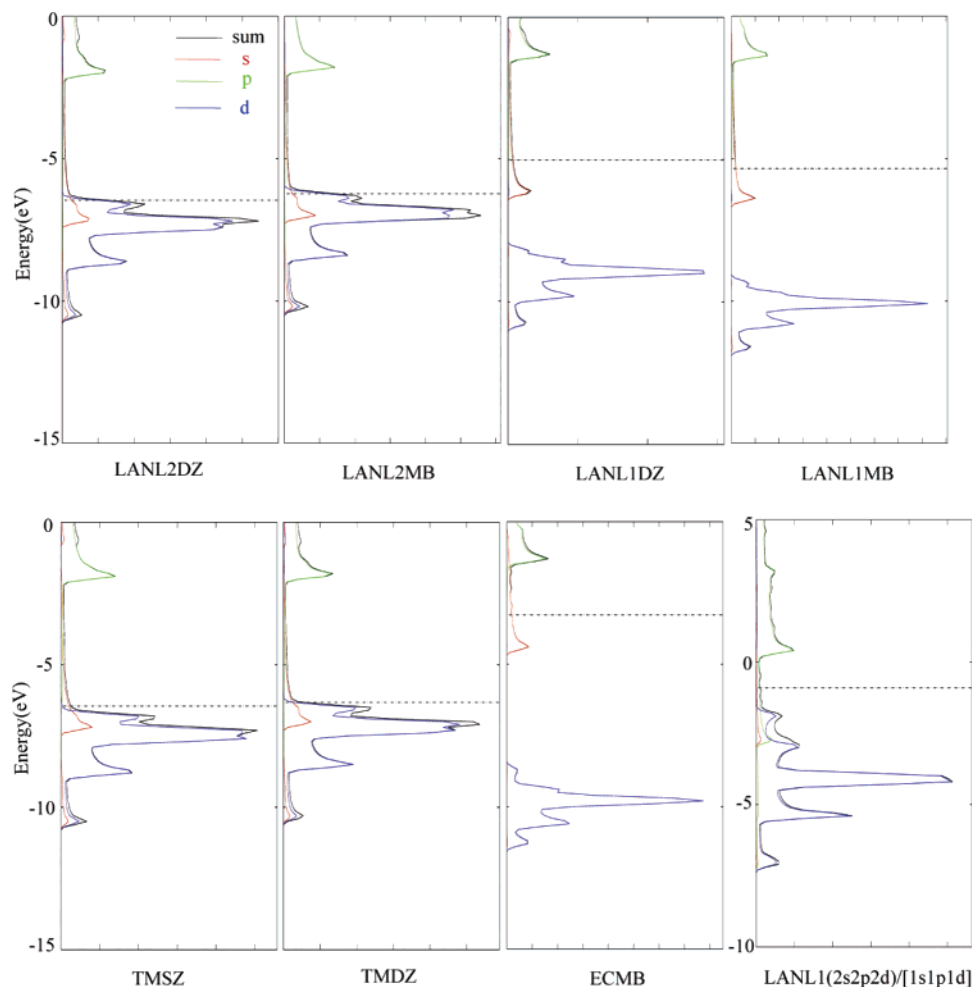 0
sum
s
p
d
-5
Energy(eV)
-10
-15
LANL2DZ
LANL2MB
LANL1DZ
LANL1MB
0
5
-5
0
Energy(eV)
-10
-5
-15
-10
TMSZ
TMDZ
ECMB
LANL1(2s2p2d)/[1s1p1d]